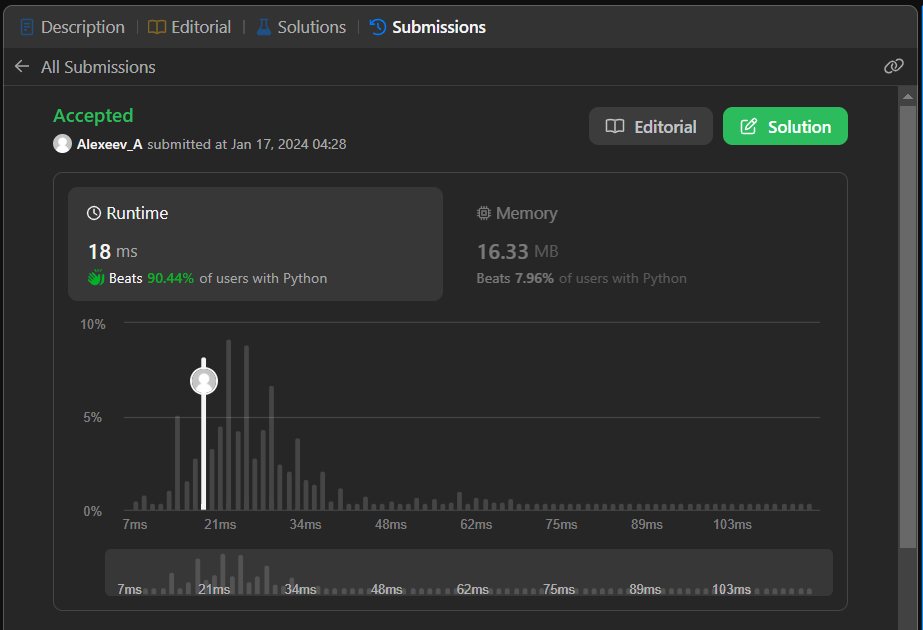 Description | Editorial | Solutions | Submissions
All Submissions
Accepted
Alexeev_A submitted at Jan 17, 2024 04:28
Editorial
Solution
Runtime
18 ms
Beats 90.44% of users with Python
Memory
16.33 MB
Beats 7.96% of users with Python
10%
5%
0%
7ms 21ms 34ms 48ms 62ms 75ms 89ms 103ms
7ms 21ms 34ms 48ms 62ms 75ms 89ms 103ms